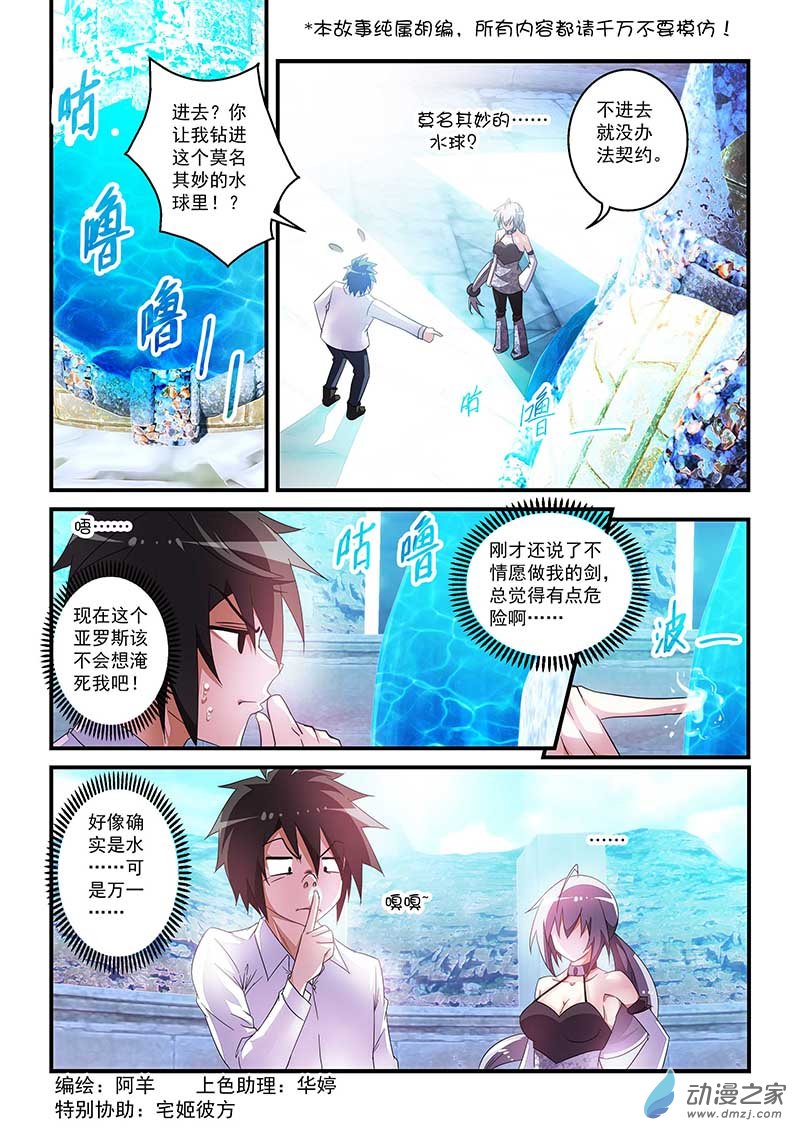 *本故事纯属胡编，所有内容都请千万不要模仿！
咕
噜
噜
进去？你
让我钻进
这个莫名
其妙的水
球里！？
莫名其妙的……
水球？
不进去
就没办
法契约。
咕
噜
—
唔……
现在这个
亚罗斯该
不会想淹
死我吧！
咕
噜
刚才还说了不
情愿做我的剑，
总觉得有点危
险啊……
波
—
好像确
实是水
……可
是万一
……
嗅嗅~
……
编绘：阿羊　　上色助理：华婷
特别协助：宅姬彼方
动漫之家
www.dmzj.com